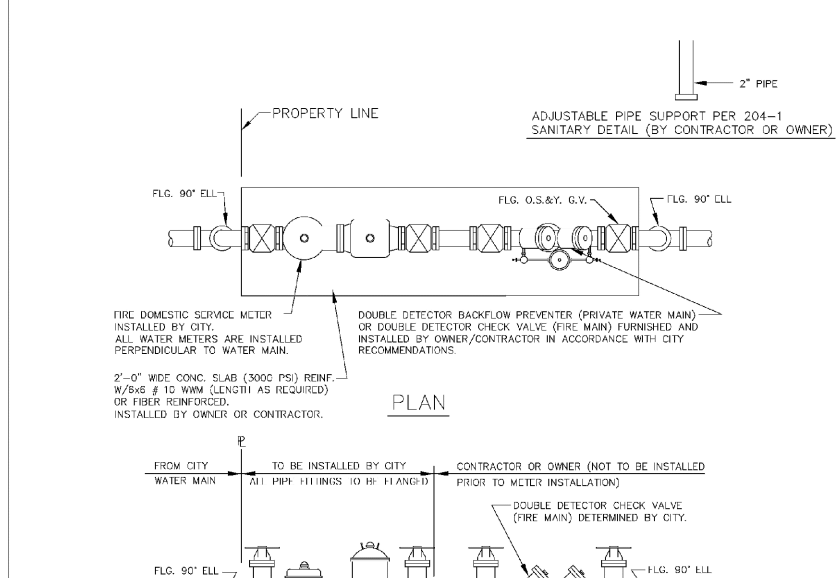 2" PIPE
ADJUSTABLE PIPE SUPPORT PER 204-1
SANITARY DETAIL (BY CONTRACTOR OR OWNER)
PROPERTY LINE
FLG. 90° ELL
FLG. O.S.&Y. G.V.
FLG. 90° ELL
FIRE DOMESTIC SERVICE METER
INSTALLED BY CITY.
ALL WATER METERS ARE INSTALLED
PERPENDICULAR TO WATER MAIN.
DOUBLE DETECTOR BACKFLOW PREVENTER (PRIVATE WATER MAIN)
OR DOUBLE DETECTOR CHECK VALVE (FIRE MAIN) FURNISHED AND
INSTALLED BY OWNER/CONTRACTOR IN ACCORDANCE WITH CITY
RECOMMENDATIONS.
2'-0" WIDE CONC. SLAB (3000 PSI) REINF.
W/6x6 # 10 WWM (LENGTH AS REQUIRED)
OR FIBER REINFORCED.
INSTALLED BY OWNER OR CONTRACTOR.
PLAN
PL
FROM CITY
WATER MAIN
TO BE INSTALLED BY CITY
ALL PIPE FITTINGS TO BE FLANGED
CONTRACTOR OR OWNER (NOT TO BE INSTALLED
PRIOR TO METER INSTALLATION)
DOUBLE DETECTOR CHECK VALVE
(FIRE MAIN) DETERMINED BY CITY.
FLG. 90° ELL
FLG. 90° ELL